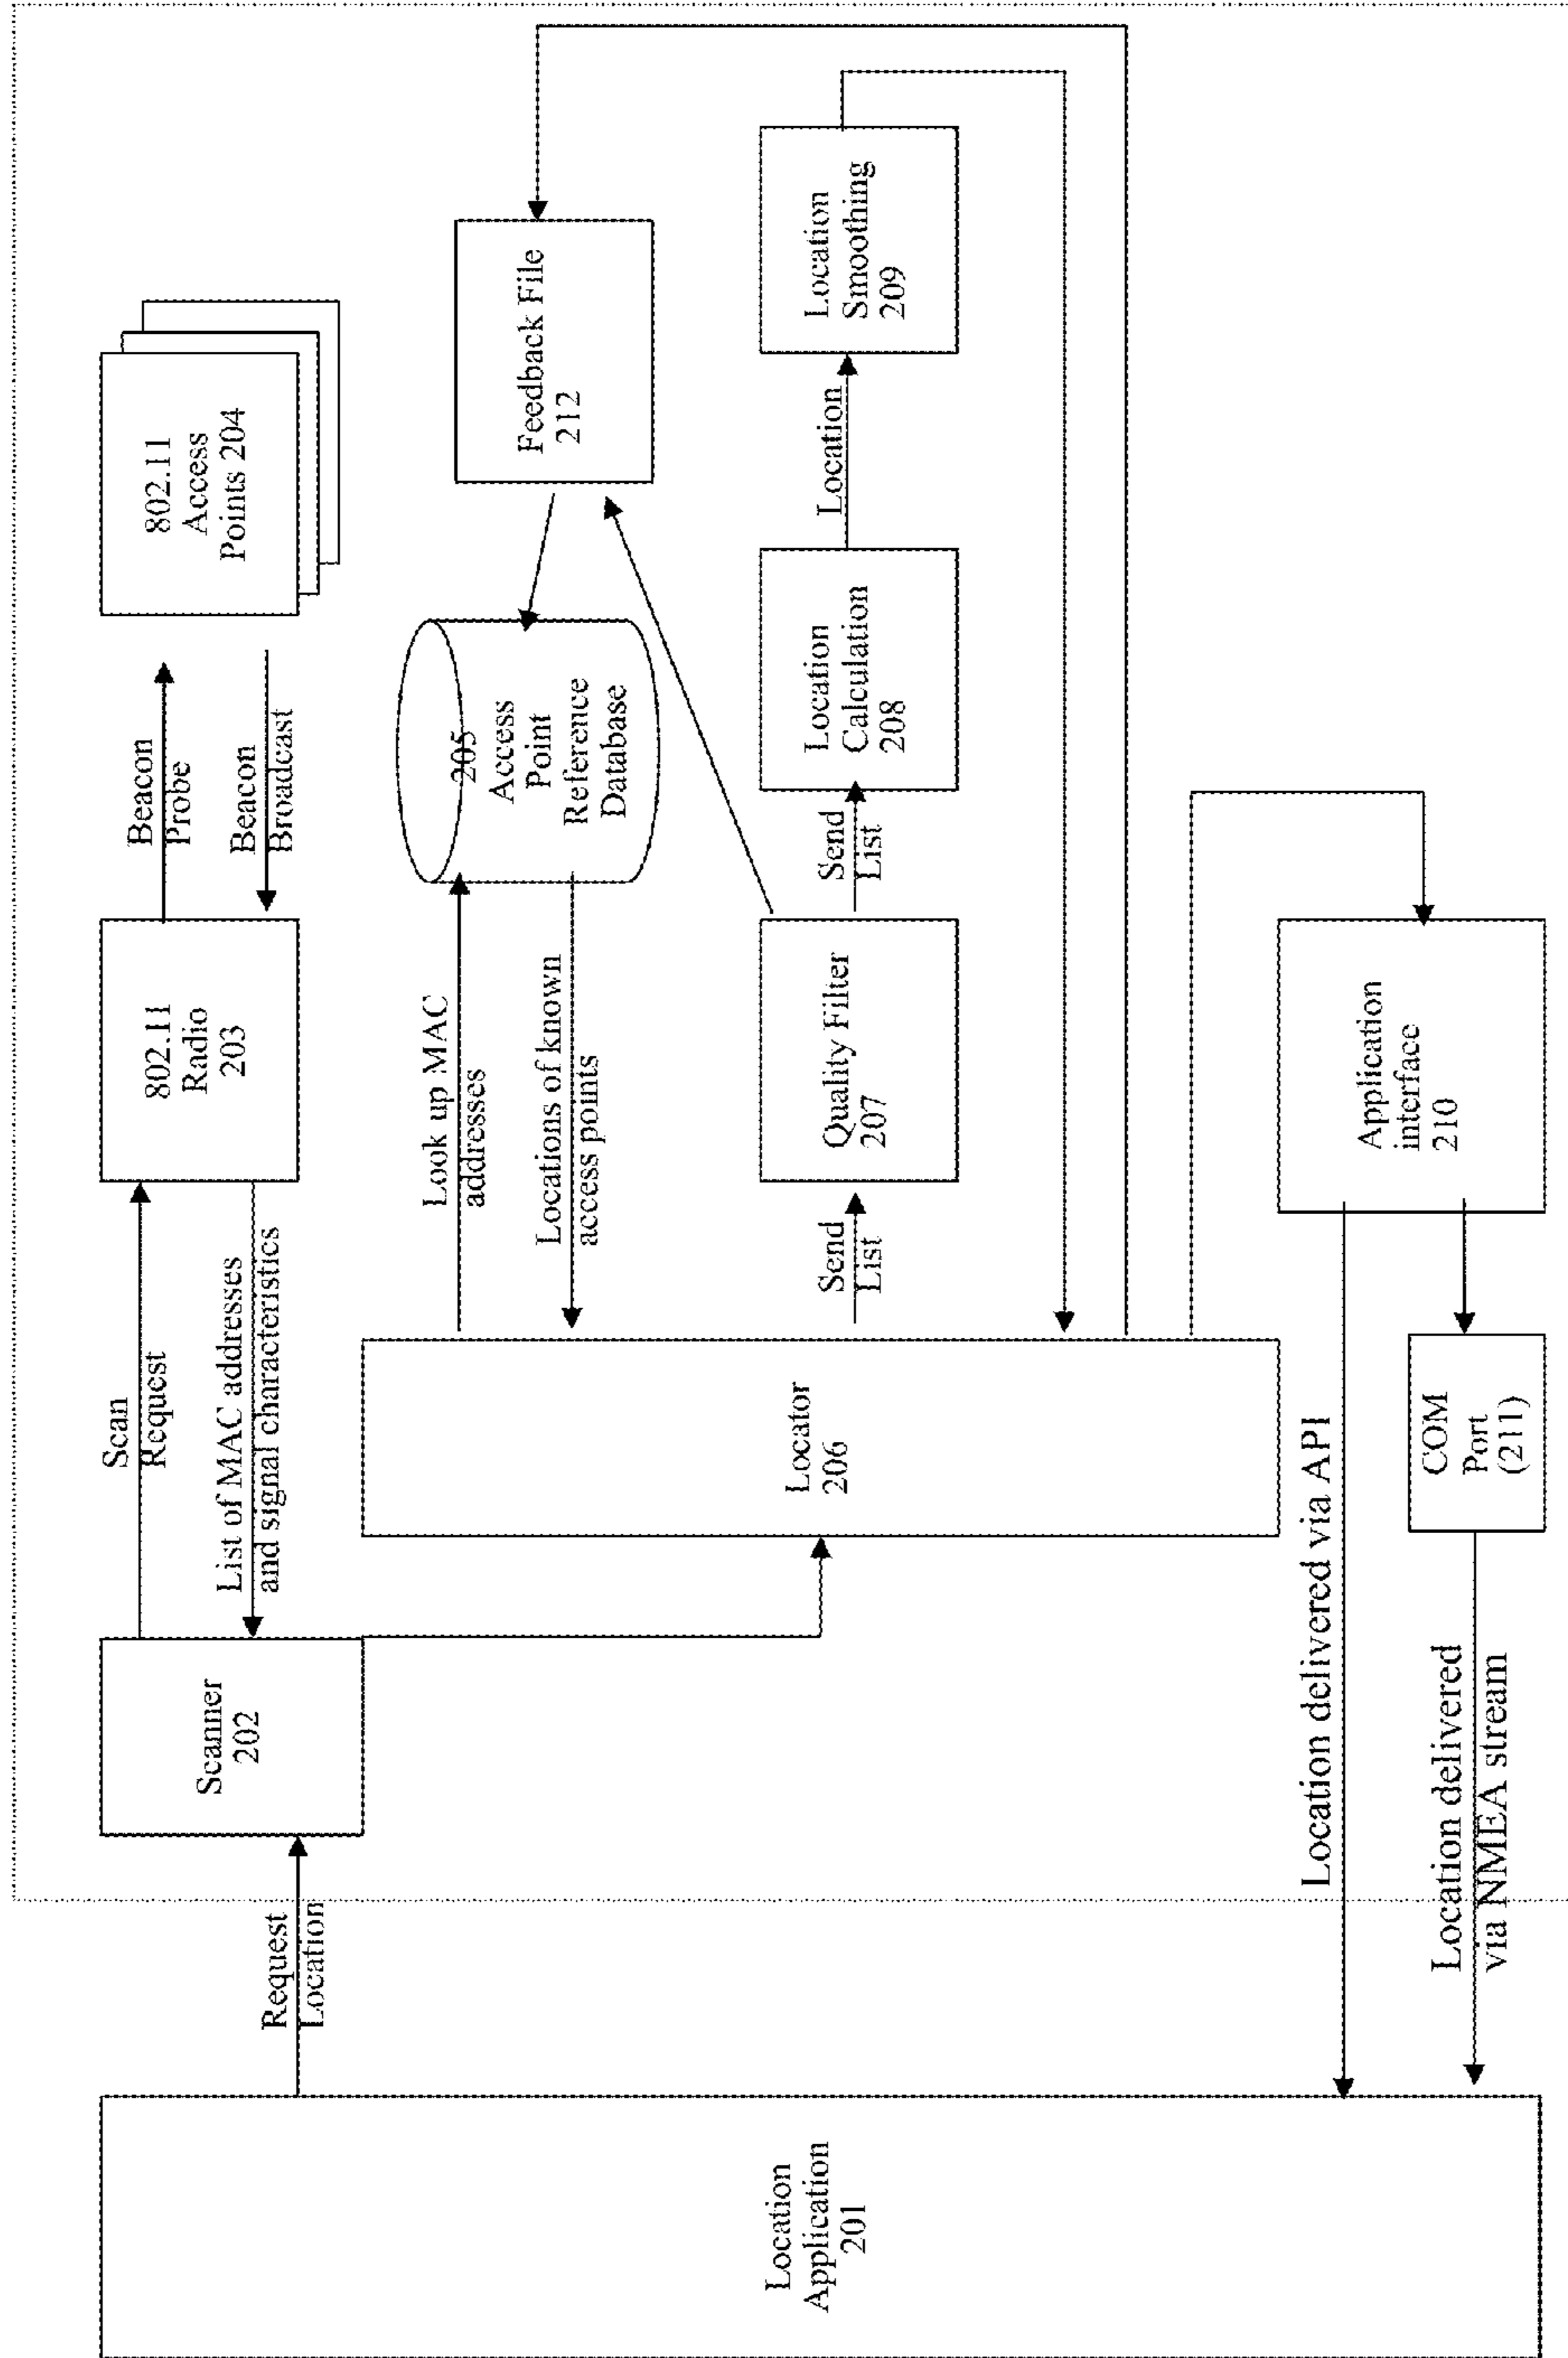 Location
Application
201
Request
Location
Scanner
202
Scan
Request
List of MAC addresses
and signal characteristics
802.11
Radio
203
Beacon
Probe
Beacon
Broadcast
802.11
Access
Points 204
Look up MAC
addresses
Locations of known
access points
205
Access
Point
Reference
Database
Feedback File
212
Locator
206
Send
List
Quality Filter
207
Send
List
Location
Calculation
208
Location
Location
Smoothing
209
Application
interface
210
Location delivered via API
COM
Port
(211)
Location delivered
via NMEA stream